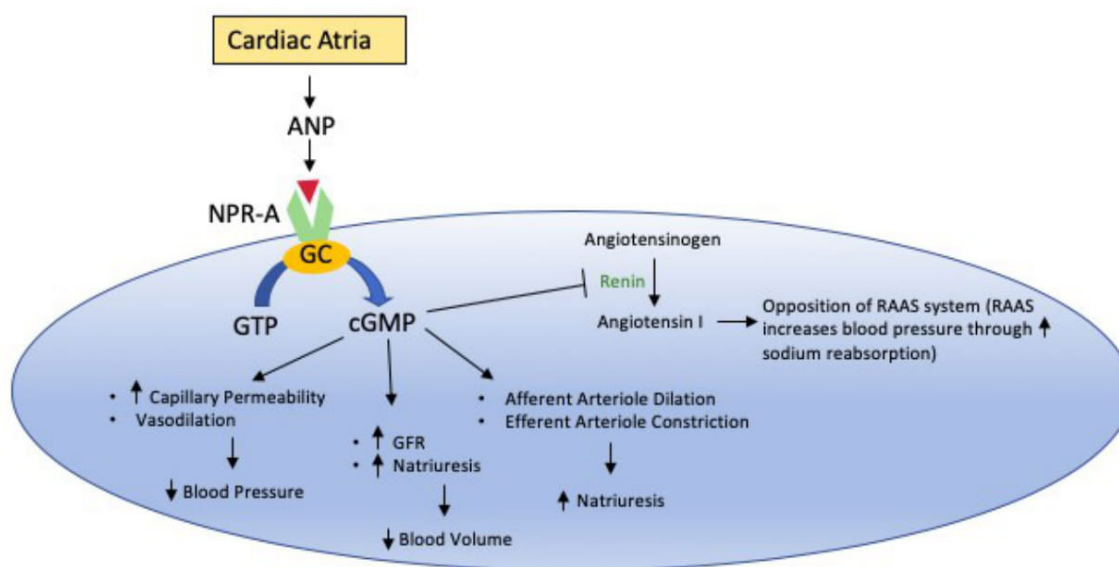 Cardiac Atria
ANP
NPR-A
GC
GTP
cGMP
Angiotensinogen
Renin
Angiotensin I
Opposition of RAAS system (RAAS
increases blood pressure through
sodium reabsorption)
• Capillary Permeability
• Vasodilation
Blood Pressure
• GFR
• Natriuresis
Blood Volume
• Afferent Arteriole Dilation
• Efferent Arteriole Constriction
Natriuresis